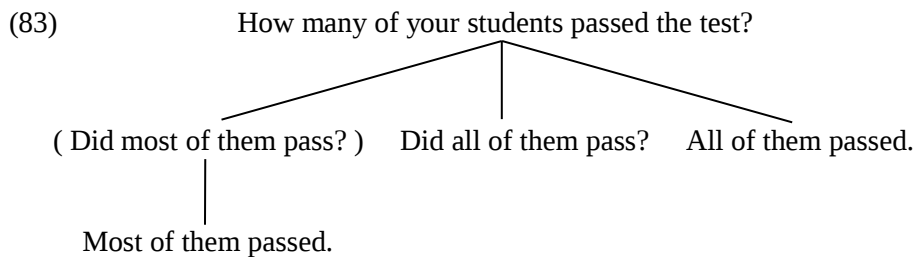 (83) How many of your students passed the test?
( Did most of them pass? ) Did all of them pass? All of them passed.
Most of them passed.